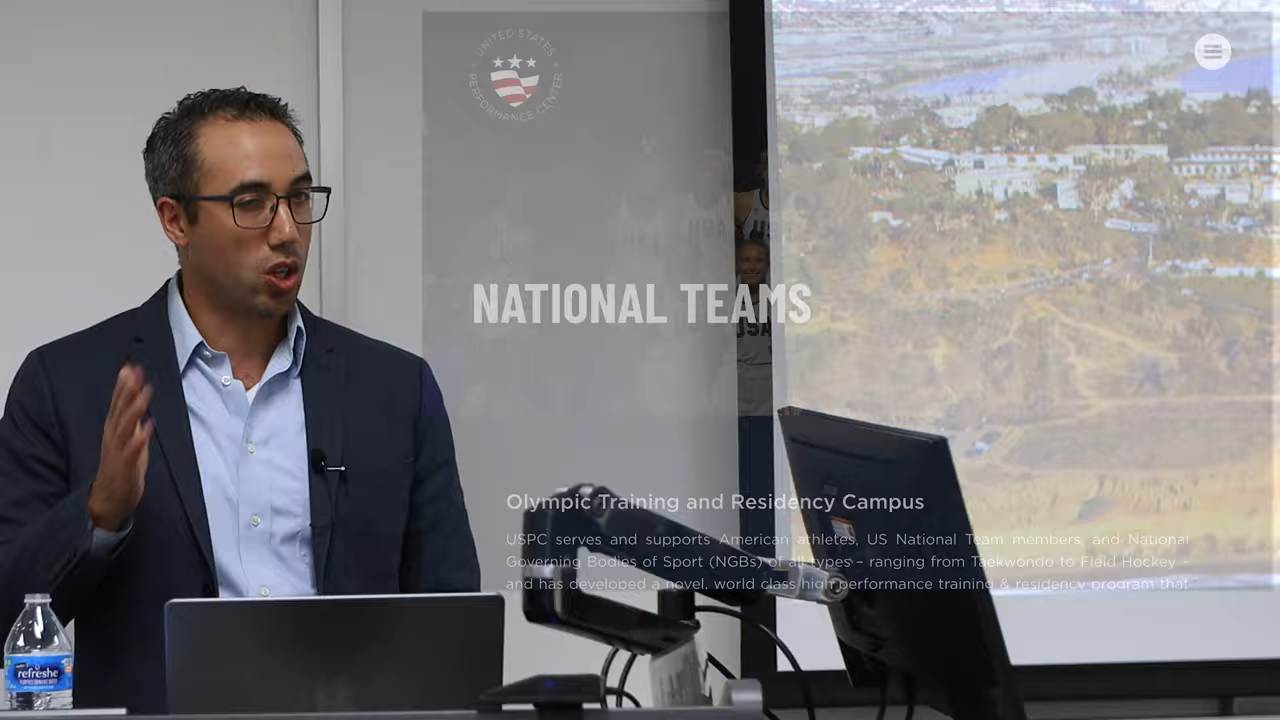 UNITED STATES
PERFORMANCE CENTER
NATIONAL TEAMS
USA
Olympic Training and Residency Campus
USPC serves and supports American athletes, US National Team members, and National
Governing Bodies of Sport (NGBs) of all types – ranging from Taekwondo to Field Hockey –
and has developed a novel, world class high performance training & residency program that
refreshe